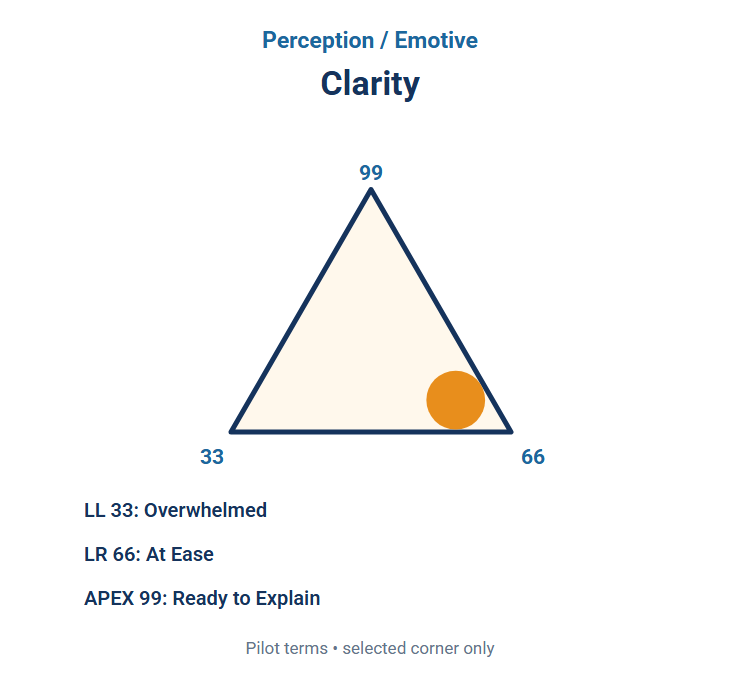 Perception / Emotive
Clarity
99
33
66
LL 33: Overwhelmed
LR 66: At Ease
APEX 99: Ready to Explain
Pilot terms • selected corner only